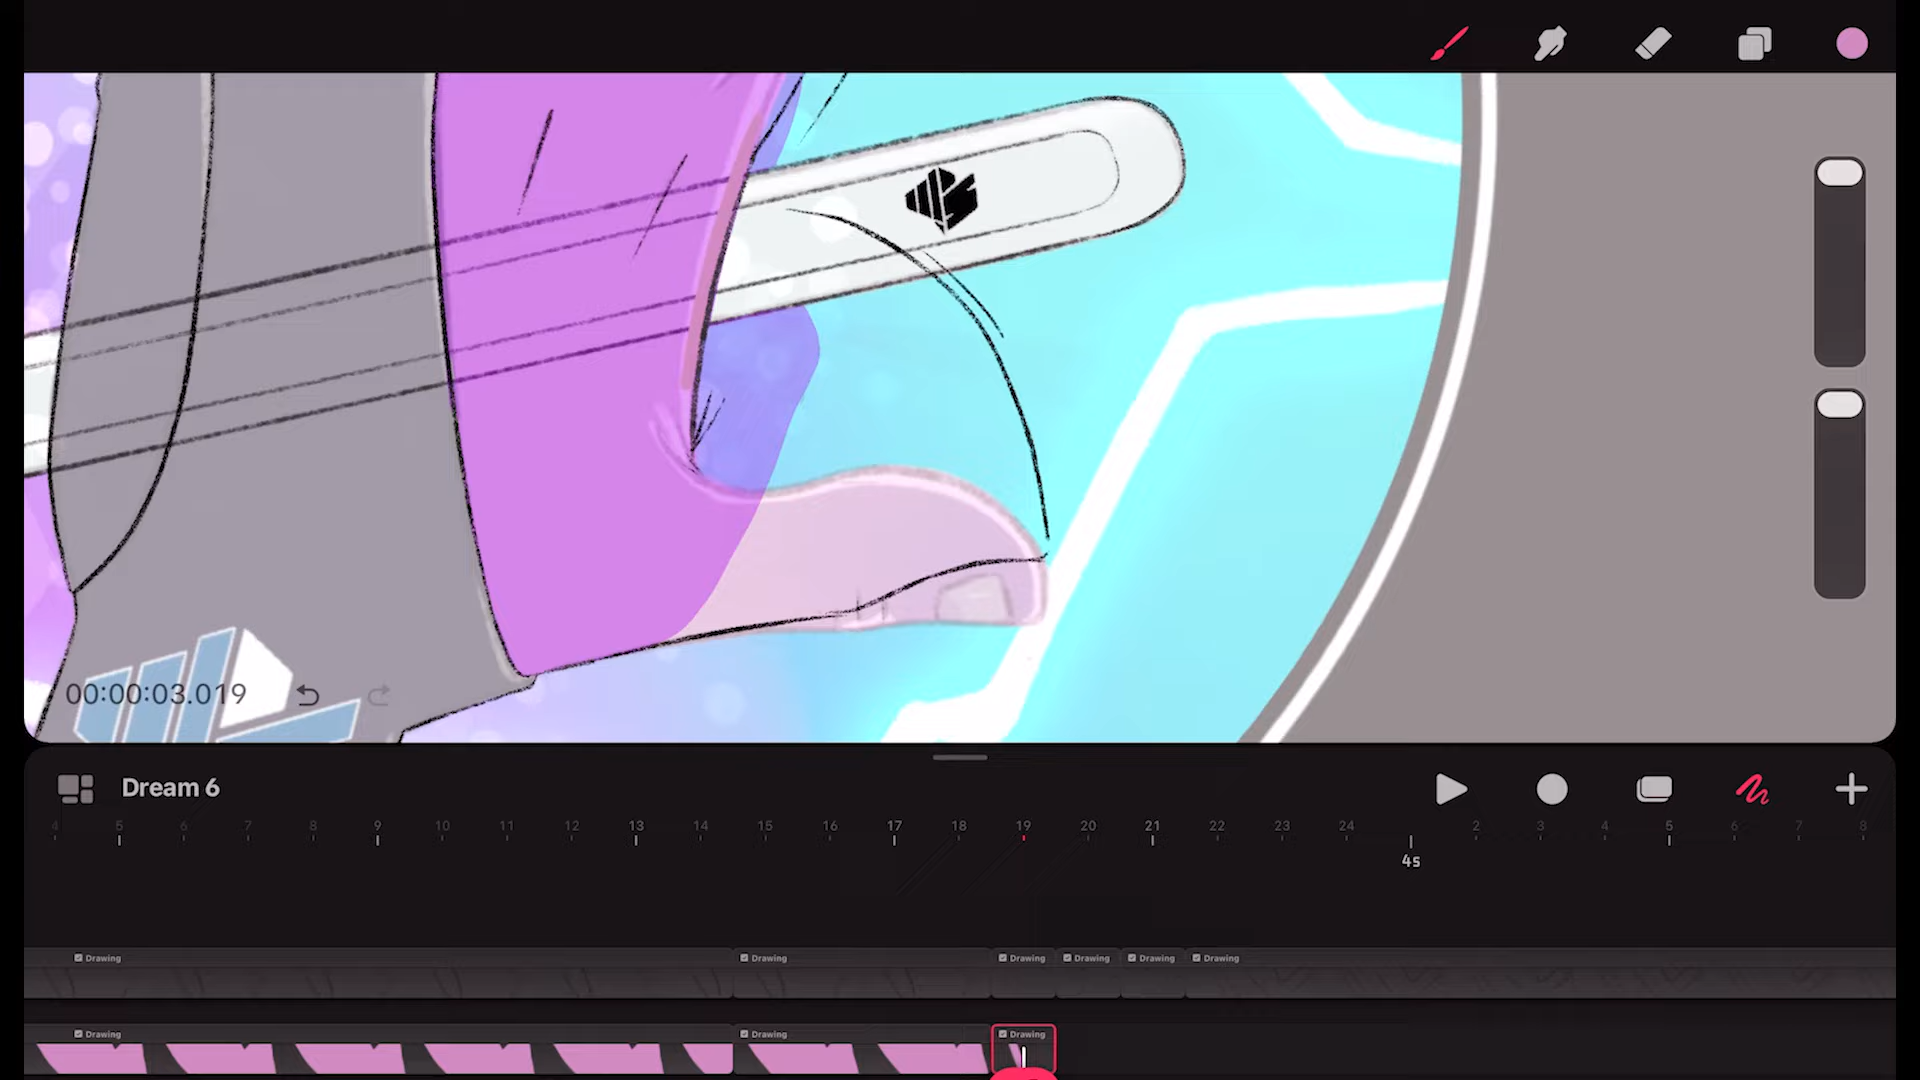 00:00:03.019
Dream 6
4 5 6 7 8 9 10 11 12 13 14 15 16 17 18 19 20 21 22 23 24 2 3 4 5 6 7 8
4s
Drawing Drawing Drawing Drawing Drawing Drawing
Drawing Drawing Drawing